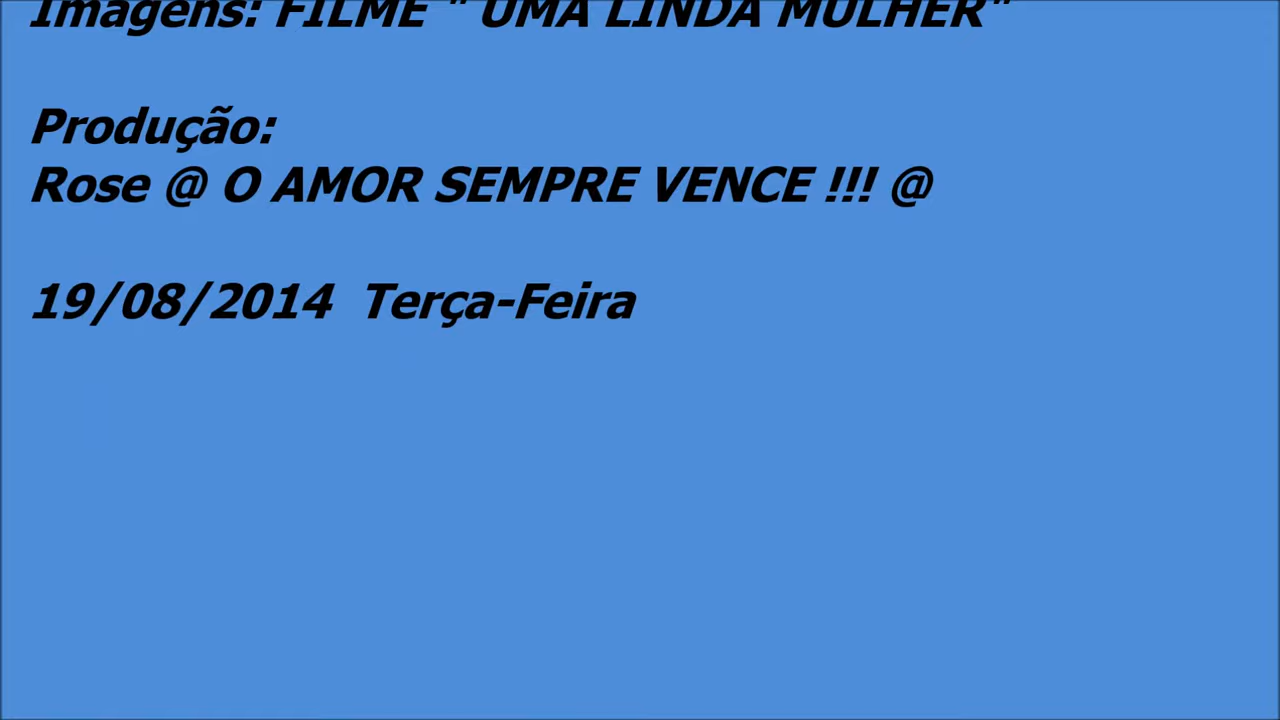 Imagens: FILME " UMA LINDA MULHER"
Produção:
Rose @ O AMOR SEMPRE VENCE !!! @
19/08/2014  Terça-Feira